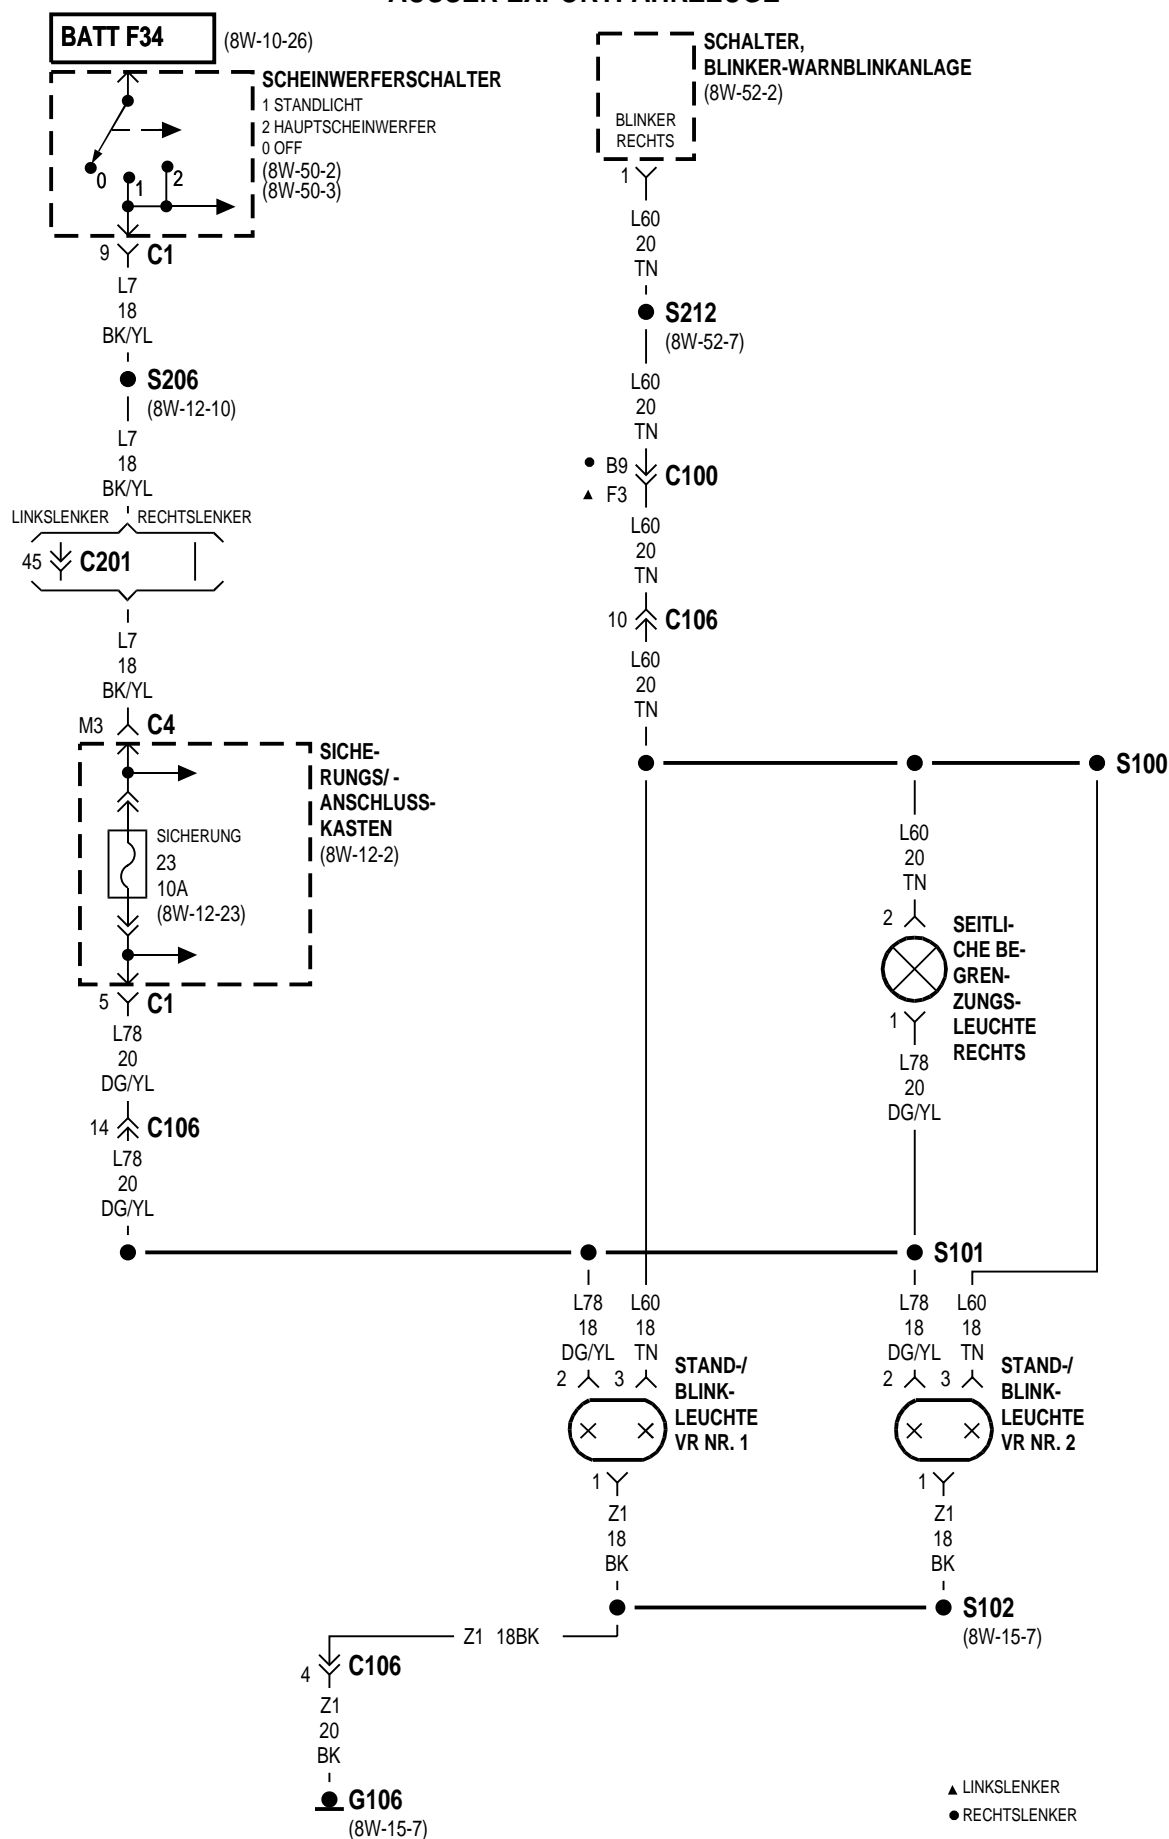 BATT F34
(8W-10-26)
SCHEINWERFERSCHALTER
1 STANDLICHT
2 HAUPTSCHEINWERFER
0 OFF
(8W-50-2)
(8W-50-3)
0
1
2
9
C1
L7
18
BK/YL
S206
(8W-12-10)
L7
18
BK/YL
LINKSLENKER
RECHTSLENKER
45
C201
L7
18
BK/YL
M3
C4
SICHE-
RUNGS/ -
ANSCHLUSS-
KASTEN
(8W-12-2)
SICHERUNG
23
10A
(8W-12-23)
5
C1
L78
20
DG/YL
14
C106
L78
20
DG/YL
SCHALTER,
BLINKER-WARNBLINKANLAGE
(8W-52-2)
BLINKER
RECHTS
1
L60
20
TN
S212
(8W-52-7)
L60
20
TN
● B9
▲ F3
C100
L60
20
TN
10
C106
L60
20
TN
S100
L60
20
TN
2
SEITLI-
CHE BE-
GREN-
ZUNGS-
LEUCHTE
RECHTS
1
L78
20
DG/YL
S101
L78
18
DG/YL
2
L60
18
TN
3
STAND-/
BLINK-
LEUCHTE
VR NR. 1
1
Z1
18
BK
L78
18
DG/YL
2
L60
18
TN
3
STAND-/
BLINK-
LEUCHTE
VR NR. 2
1
Z1
18
BK
S102
(8W-15-7)
Z1 18BK
4
C106
Z1
20
BK
G106
(8W-15-7)
▲ LINKSLENKER
● RECHTSLENKER